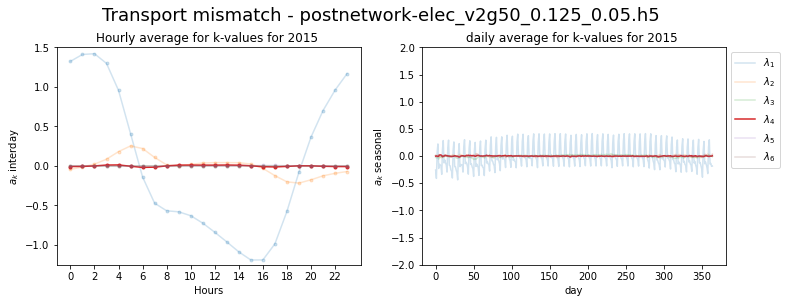 Transport mismatch - postnetwork-elec_v2g50_0.125_0.05.h5
Hourly average for k-values for 2015
1.5
1.0
0.5
0.0
−0.5
−1.0
a_k interday
0 2 4 6 8 10 12 14 16 18 20 22
Hours
daily average for k-values for 2015
2.0
1.5
1.0
0.5
0.0
−0.5
−1.0
−1.5
−2.0
a_k seasonal
0 50 100 150 200 250 300 350
day
λ₁
λ₂
λ₃
λ₄
λ₅
λ₆